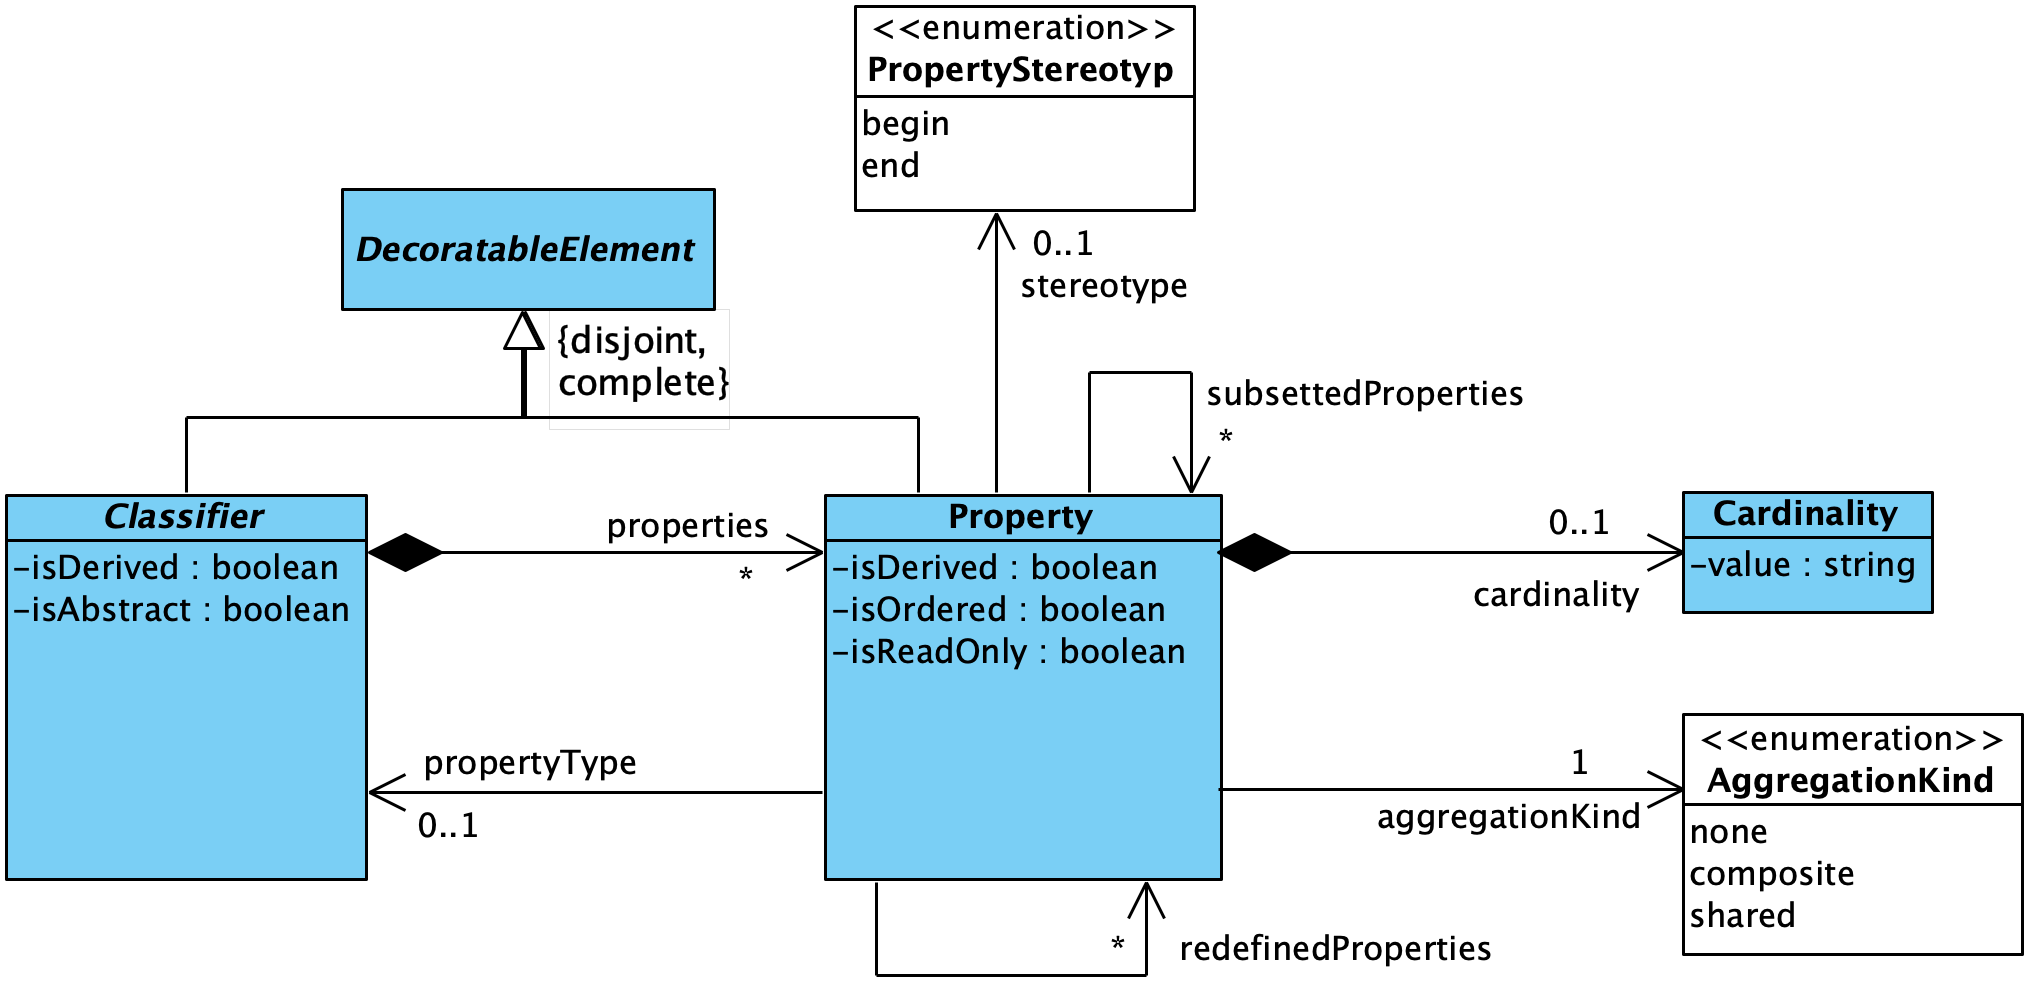 <<enumeration>>
PropertyStereotyp
begin
end
DecoratableElement
0..1
stereotype
{disjoint,
complete}
subsettedProperties
*
Classifier
-isDerived : boolean
-isAbstract : boolean
properties
*
Property
-isDerived : boolean
-isOrdered : boolean
-isReadOnly : boolean
0..1
cardinality
Cardinality
-value : string
propertyType
0..1
1
aggregationKind
<<enumeration>>
AggregationKind
none
composite
shared
*
redefinedProperties